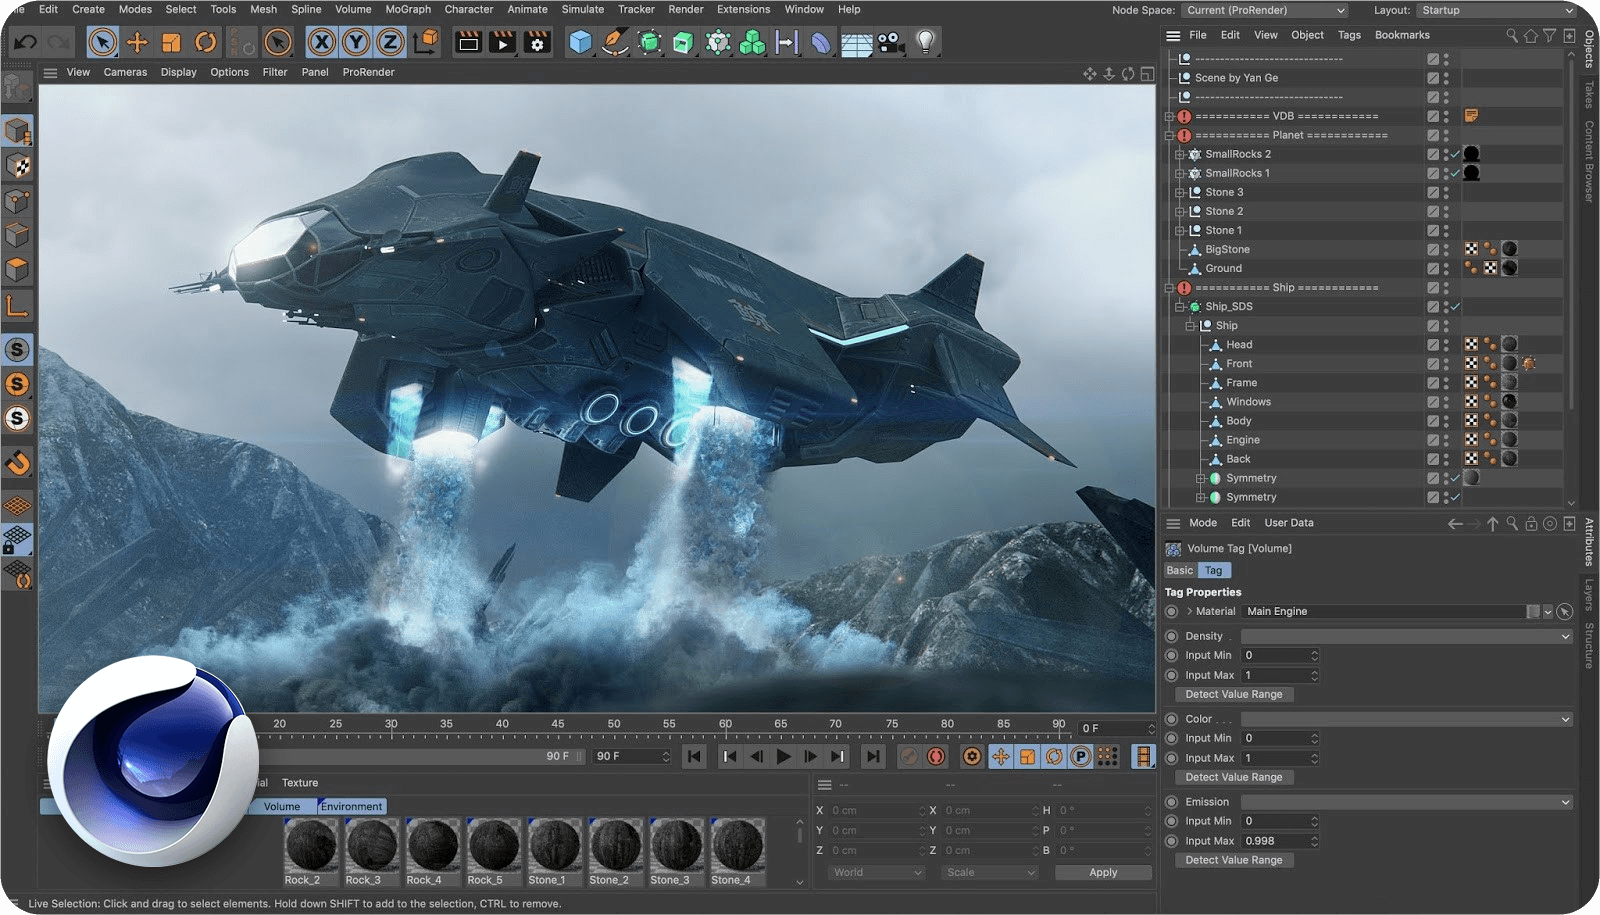 Edit Create Modes Select Tools Mesh Spline Volume MoGraph Character Animate Simulate Tracker Render Extensions Window Help
Node Space: Current (ProRender) Layout: Startup
X Y Z
File Edit View Object Tags Bookmarks
View Cameras Display Options Filter Panel ProRender
Objects
Takes
Content Browser
-------------------------------
Scene by Yan Ge
-------------------------------
=========== VDB ============
=========== Planet ============
SmallRocks 2
SmallRocks 1
Stone 3
Stone 2
Stone 1
BigStone
Ground
=========== Ship ============
Ship_SDS
Ship
Head
Front
Frame
Windows
Body
Engine
Back
Symmetry
Symmetry
S
S
S
WHITE WHALE
Mode Edit User Data
Attributes
Layers
Structure
Volume Tag [Volume]
Basic Tag
Tag Properties
> Material Main Engine
Density .
Input Min 0
Input Max 1
Detect Value Range
Color . . .
Input Min 0
Input Max 1
Detect Value Range
Emission
Input Min 0
Input Max 0.998
Detect Value Range
20 25 30 35 40 45 50 55 60 65 70 75 80 85 90 0 F
90 F 90 F P
Texture
Volume Environment
-- -- --
X 0 cm X 0 cm H 0 °
Y 0 cm Y 0 cm P 0 °
Z 0 cm Z 0 cm B 0 °
World Scale Apply
Rock_2 Rock_3 Rock_4 Rock_5 Stone_1 Stone_2 Stone_3 Stone_4
Live Selection: Click and drag to select elements. Hold down SHIFT to add to the selection, CTRL to remove.